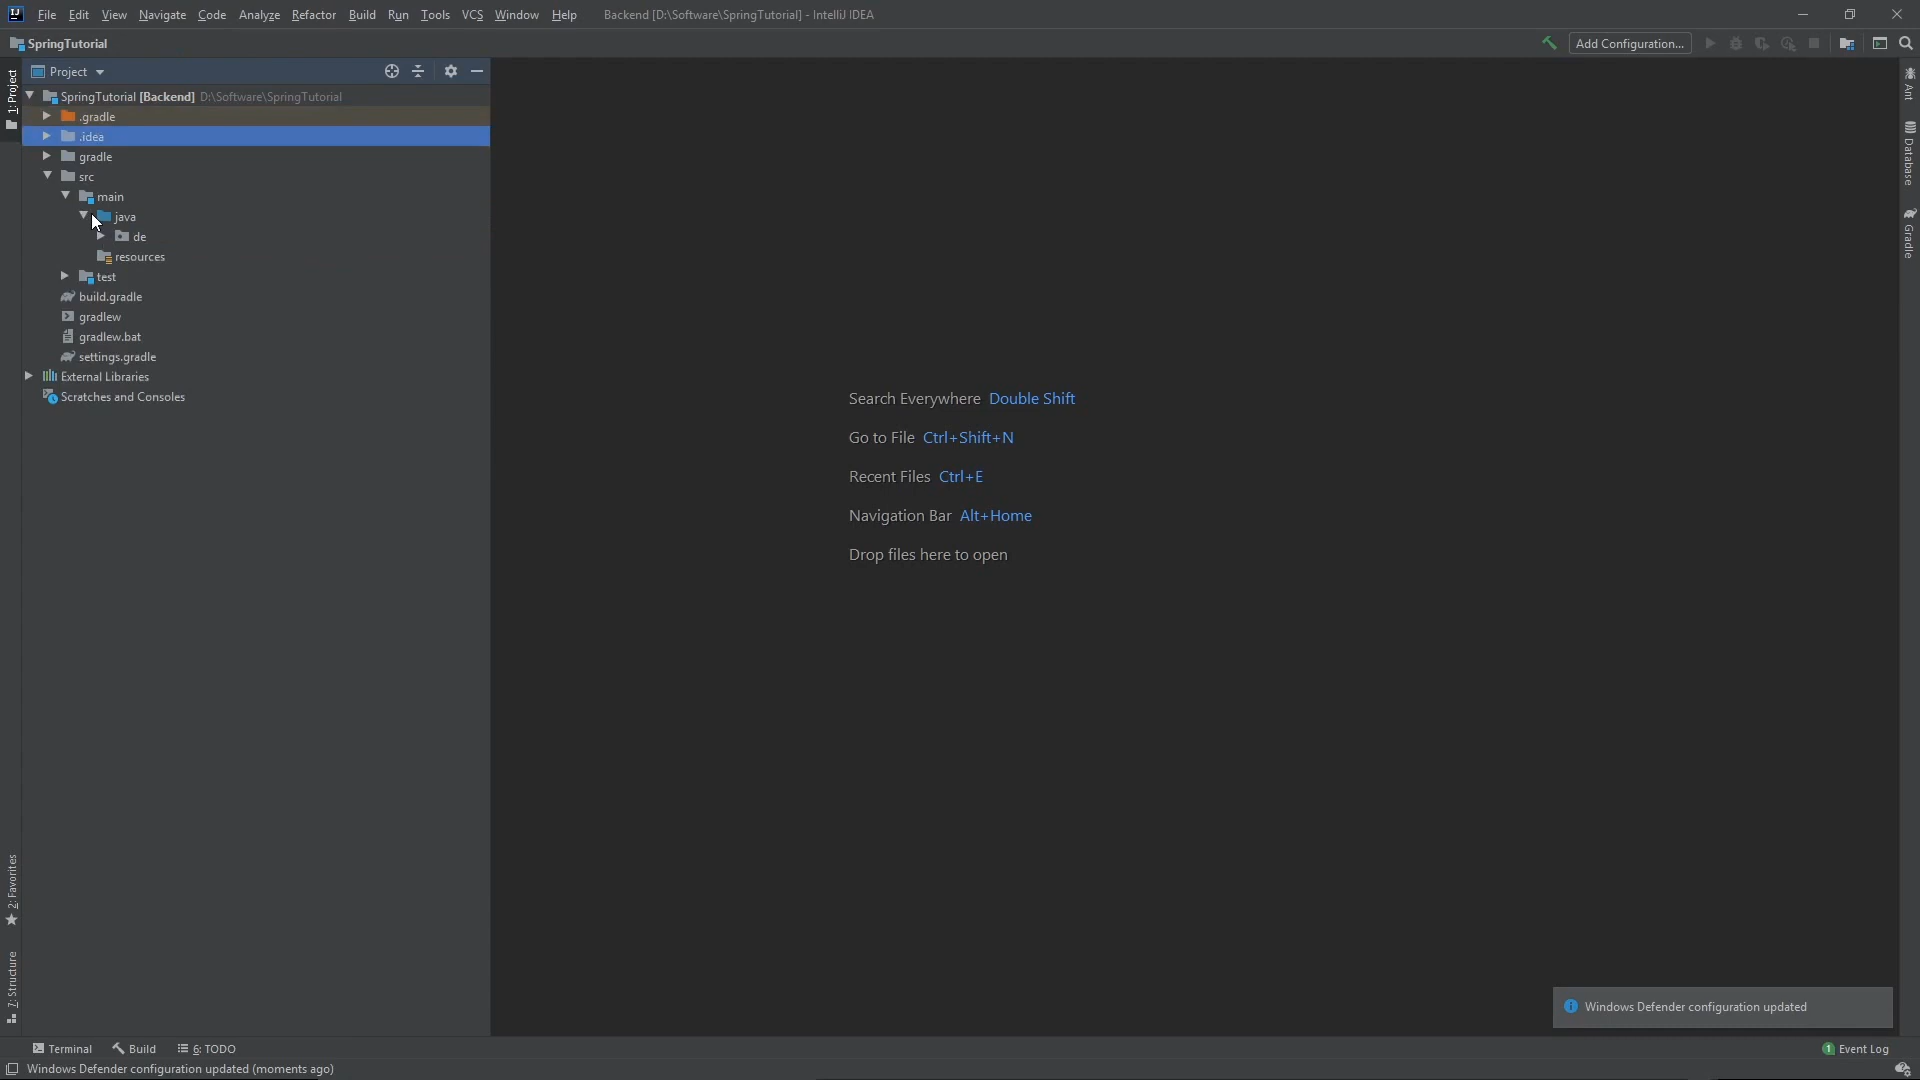 File Edit View Navigate Code Analyze Refactor Build Run Tools VCS Window Help Backend [D:\Software\SpringTutorial] - IntelliJ IDEA
SpringTutorial
Add Configuration...
1: Project
Project
SpringTutorial [Backend] D:\Software\SpringTutorial
.gradle
.idea
gradle
src
main
java
de
resources
test
build.gradle
gradlew
gradlew.bat
settings.gradle
External Libraries
Scratches and Consoles
Search Everywhere Double Shift
Go to File Ctrl+Shift+N
Recent Files Ctrl+E
Navigation Bar Alt+Home
Drop files here to open
Ant
Database
Gradle
2: Favorites
7: Structure
Windows Defender configuration updated
Terminal Build 6: TODO
1 Event Log
Windows Defender configuration updated (moments ago)